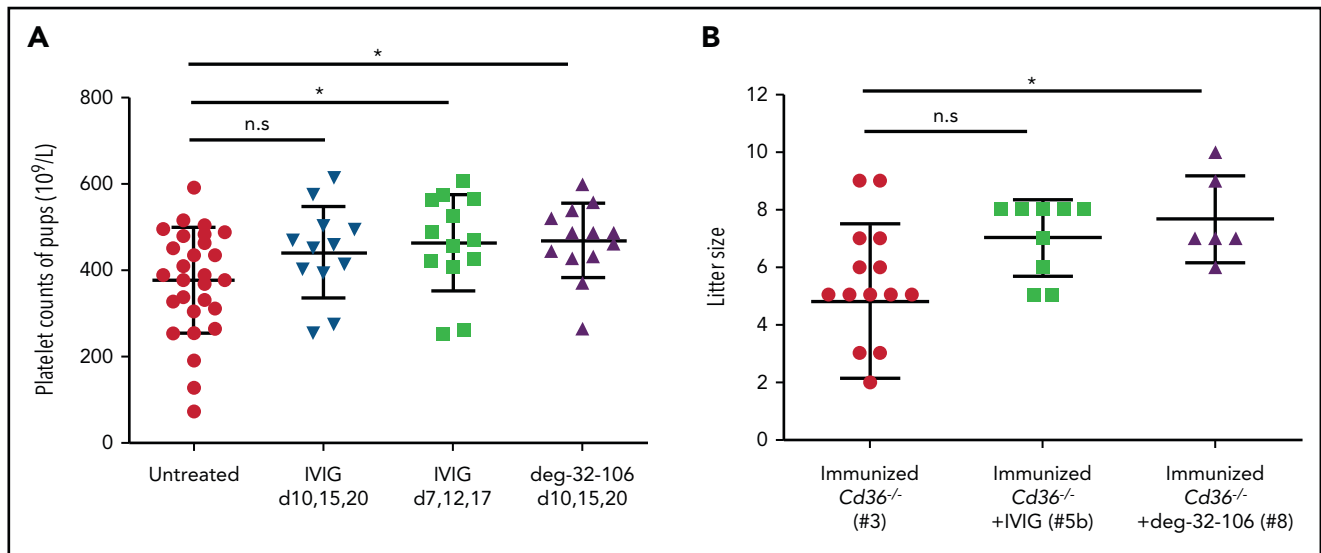 A
*
*
n.s
Platelet counts of pups (10⁹/L)
800
600
400
200
0
Untreated
IVIG
d10,15,20
IVIG
d7,12,17
deg-32-106
d10,15,20
B
*
n.s
Litter size
12
10
8
6
4
2
0
Immunized
Cd36-/-
(#3)
Immunized
Cd36-/-
+IVIG (#5b)
Immunized
Cd36-/-
+deg-32-106 (#8)